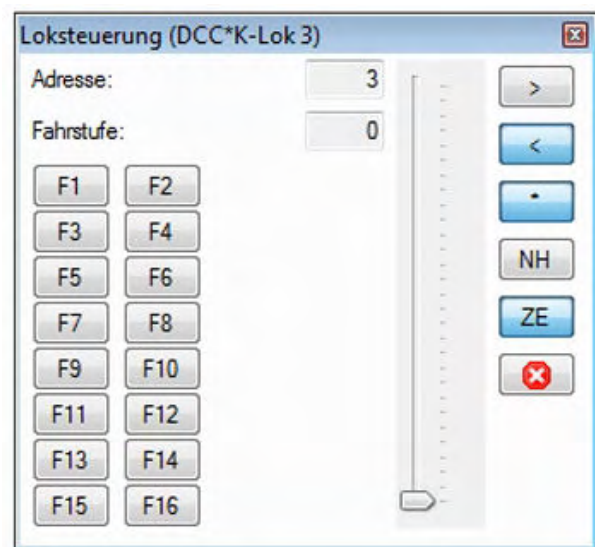 Loksteuerung (DCC*K-Lok 3)
Adresse: 3 >
Fahrstufe: 0 <
F1 F2 *
F3 F4 NH
F5 F6
F7 F8 ZE
F9 F10
F11 F12
F13 F14
F15 F16